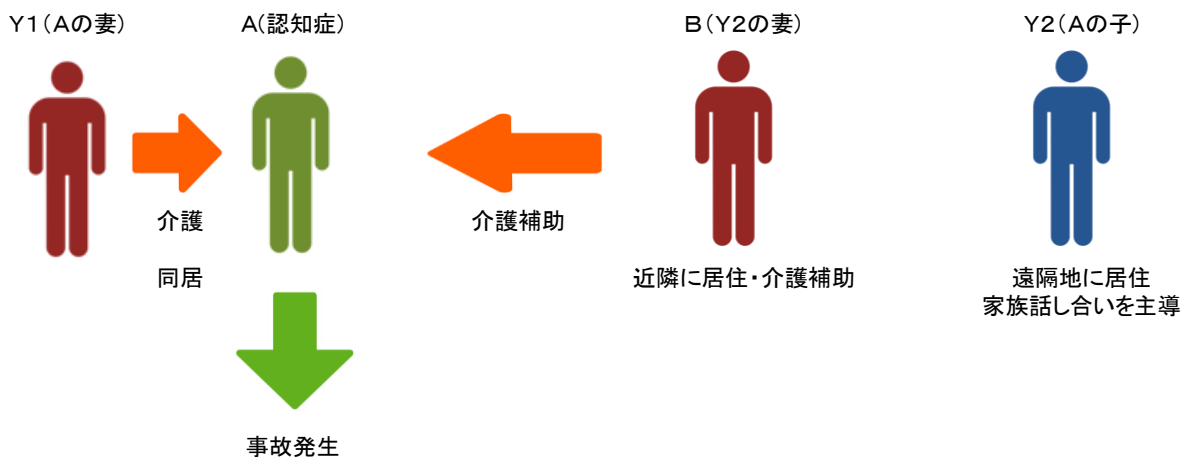 Y1(Aの妻)
A(認知症)
B(Y2の妻)
Y2(Aの子)
介護
同居
介護補助
近隣に居住・介護補助
遠隔地に居住
家族話し合いを主導
事故発生